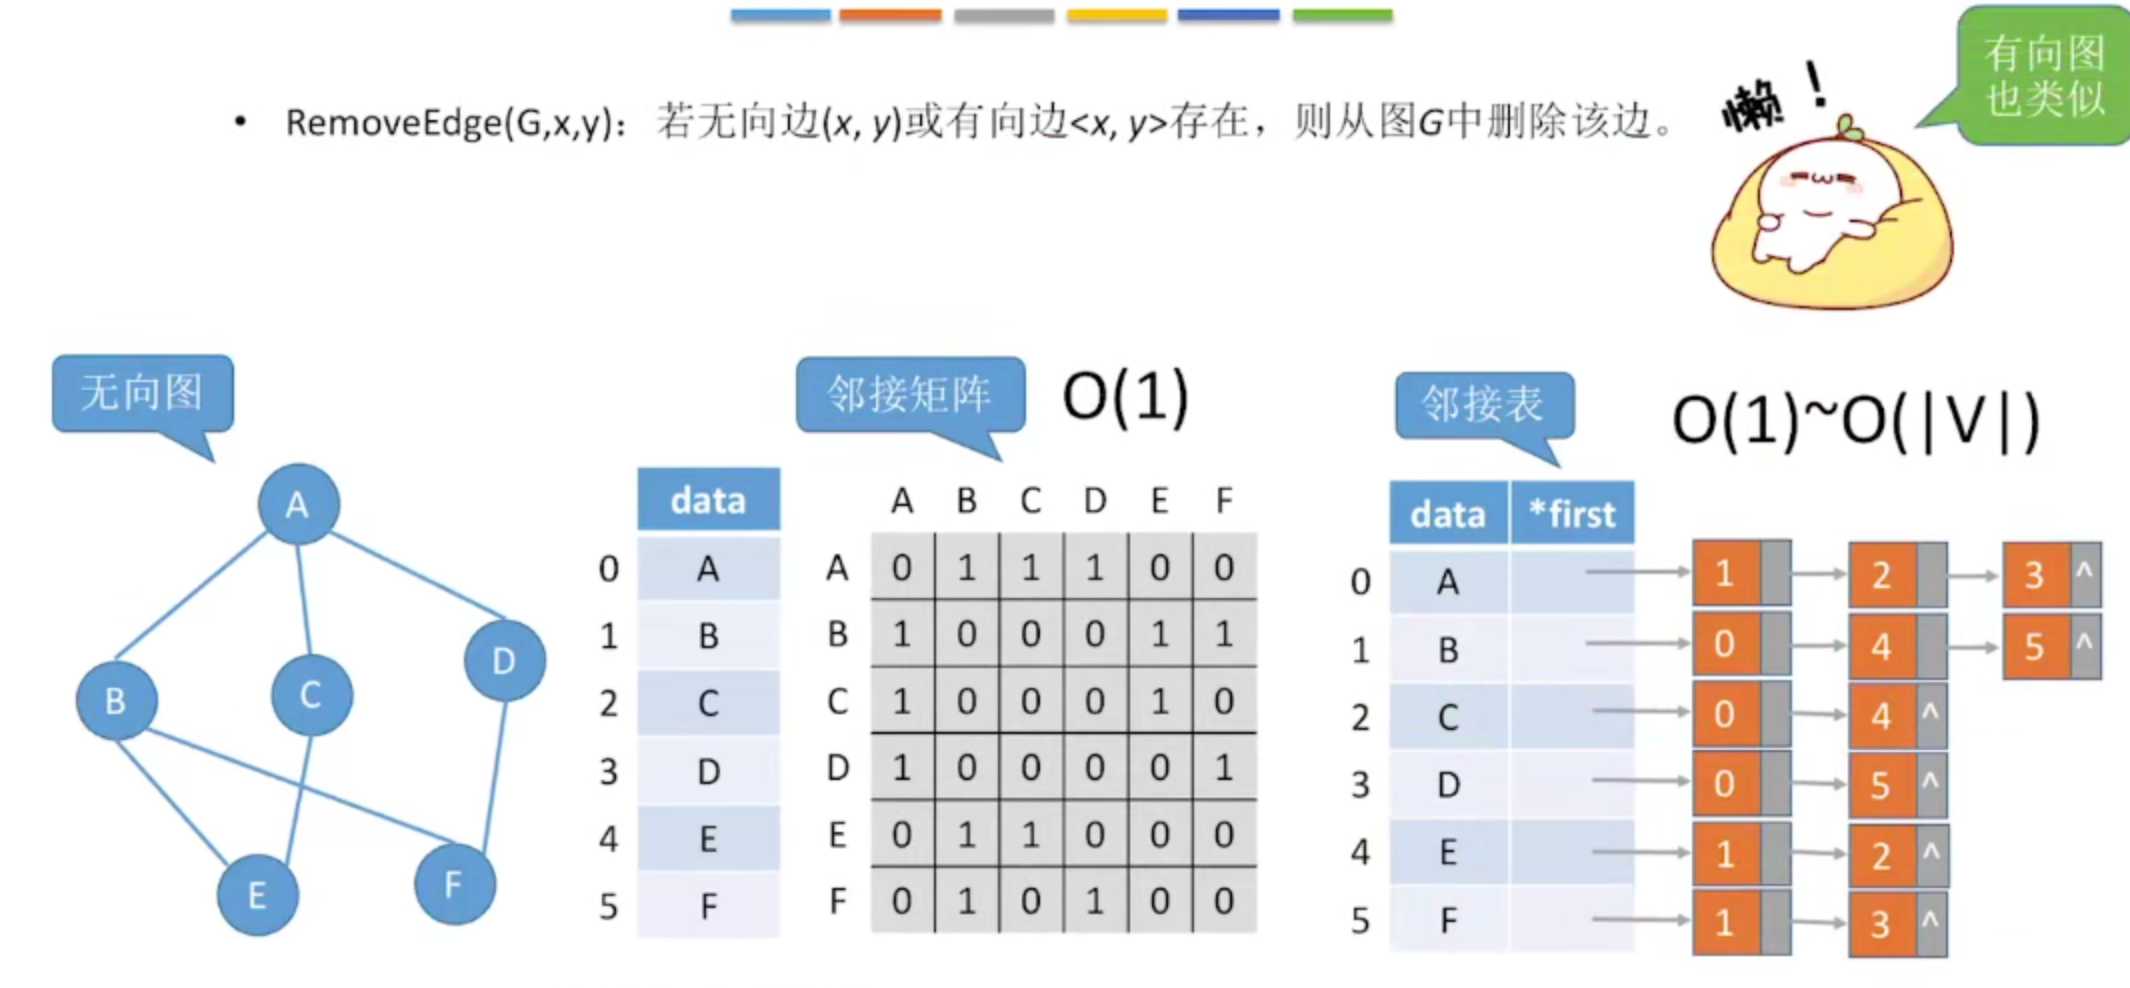 有向图
也类似
懒！
• RemoveEdge(G,x,y)：若无向边(x, y)或有向边<x, y>存在，则从图G中删除该边。
无向图
A
B
C
D
E
F
邻接矩阵 O(1)
data
0 A
1 B
2 C
3 D
4 E
5 F
A B C D E F
A 0 1 1 1 0 0
B 1 0 0 0 1 1
C 1 0 0 0 1 0
D 1 0 0 0 0 1
E 0 1 1 0 0 0
F 0 1 0 1 0 0
邻接表 O(1)~O(|V|)
data *first
0 A 1 2 3 ^
1 B 0 4 5 ^
2 C 0 4 ^
3 D 0 5 ^
4 E 1 2 ^
5 F 1 3 ^